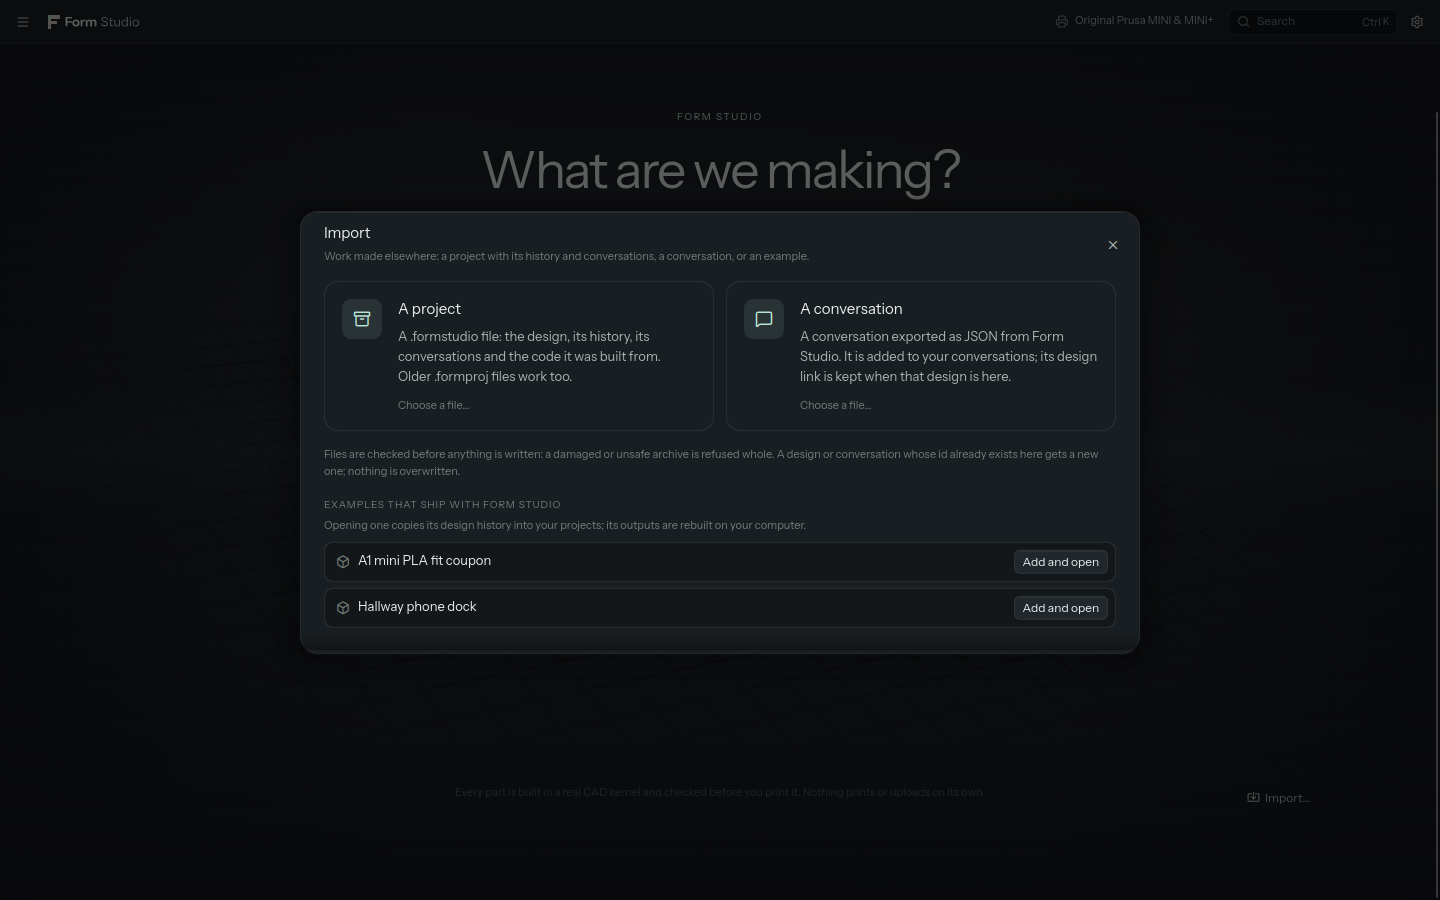 Form Studio
Original Prusa MINI & MINI+
Search
Ctrl K
FORM STUDIO
What are we making?
Import
Work made elsewhere: a project with its history and conversations, a conversation, or an example.
A project
A .formstudio file: the design, its history, its
conversations and the code it was built from.
Older .formproj files work too.
Choose a file...
A conversation
A conversation exported as JSON from Form
Studio. It is added to your conversations; its design
link is kept when that design is here.
Choose a file...
Files are checked before anything is written: a damaged or unsafe archive is refused whole. A design or conversation whose id already exists here gets a new
one; nothing is overwritten.
EXAMPLES THAT SHIP WITH FORM STUDIO
Opening one copies its design history into your projects; its outputs are rebuilt on your computer.
A1 mini PLA fit coupon
Add and open
Hallway phone dock
Add and open
Every part is built in a real CAD kernel and checked before you print it. Nothing prints or uploads on its own.
Import...